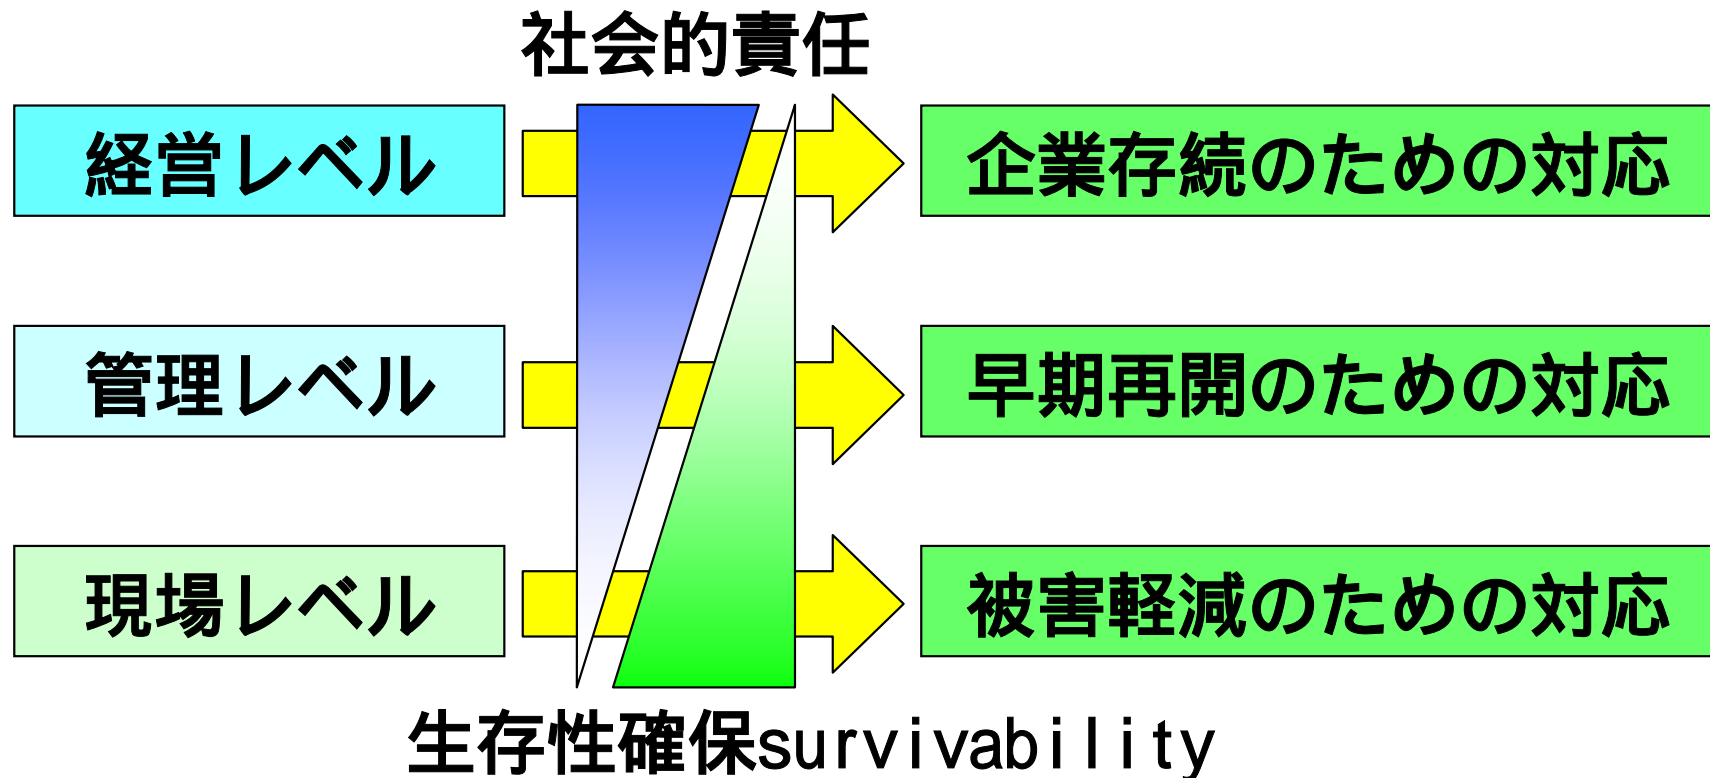 社会的責任
経営レベル
企業存続のための対応
管理レベル
早期再開のための対応
現場レベル
被害軽減のための対応
生存性確保survivability